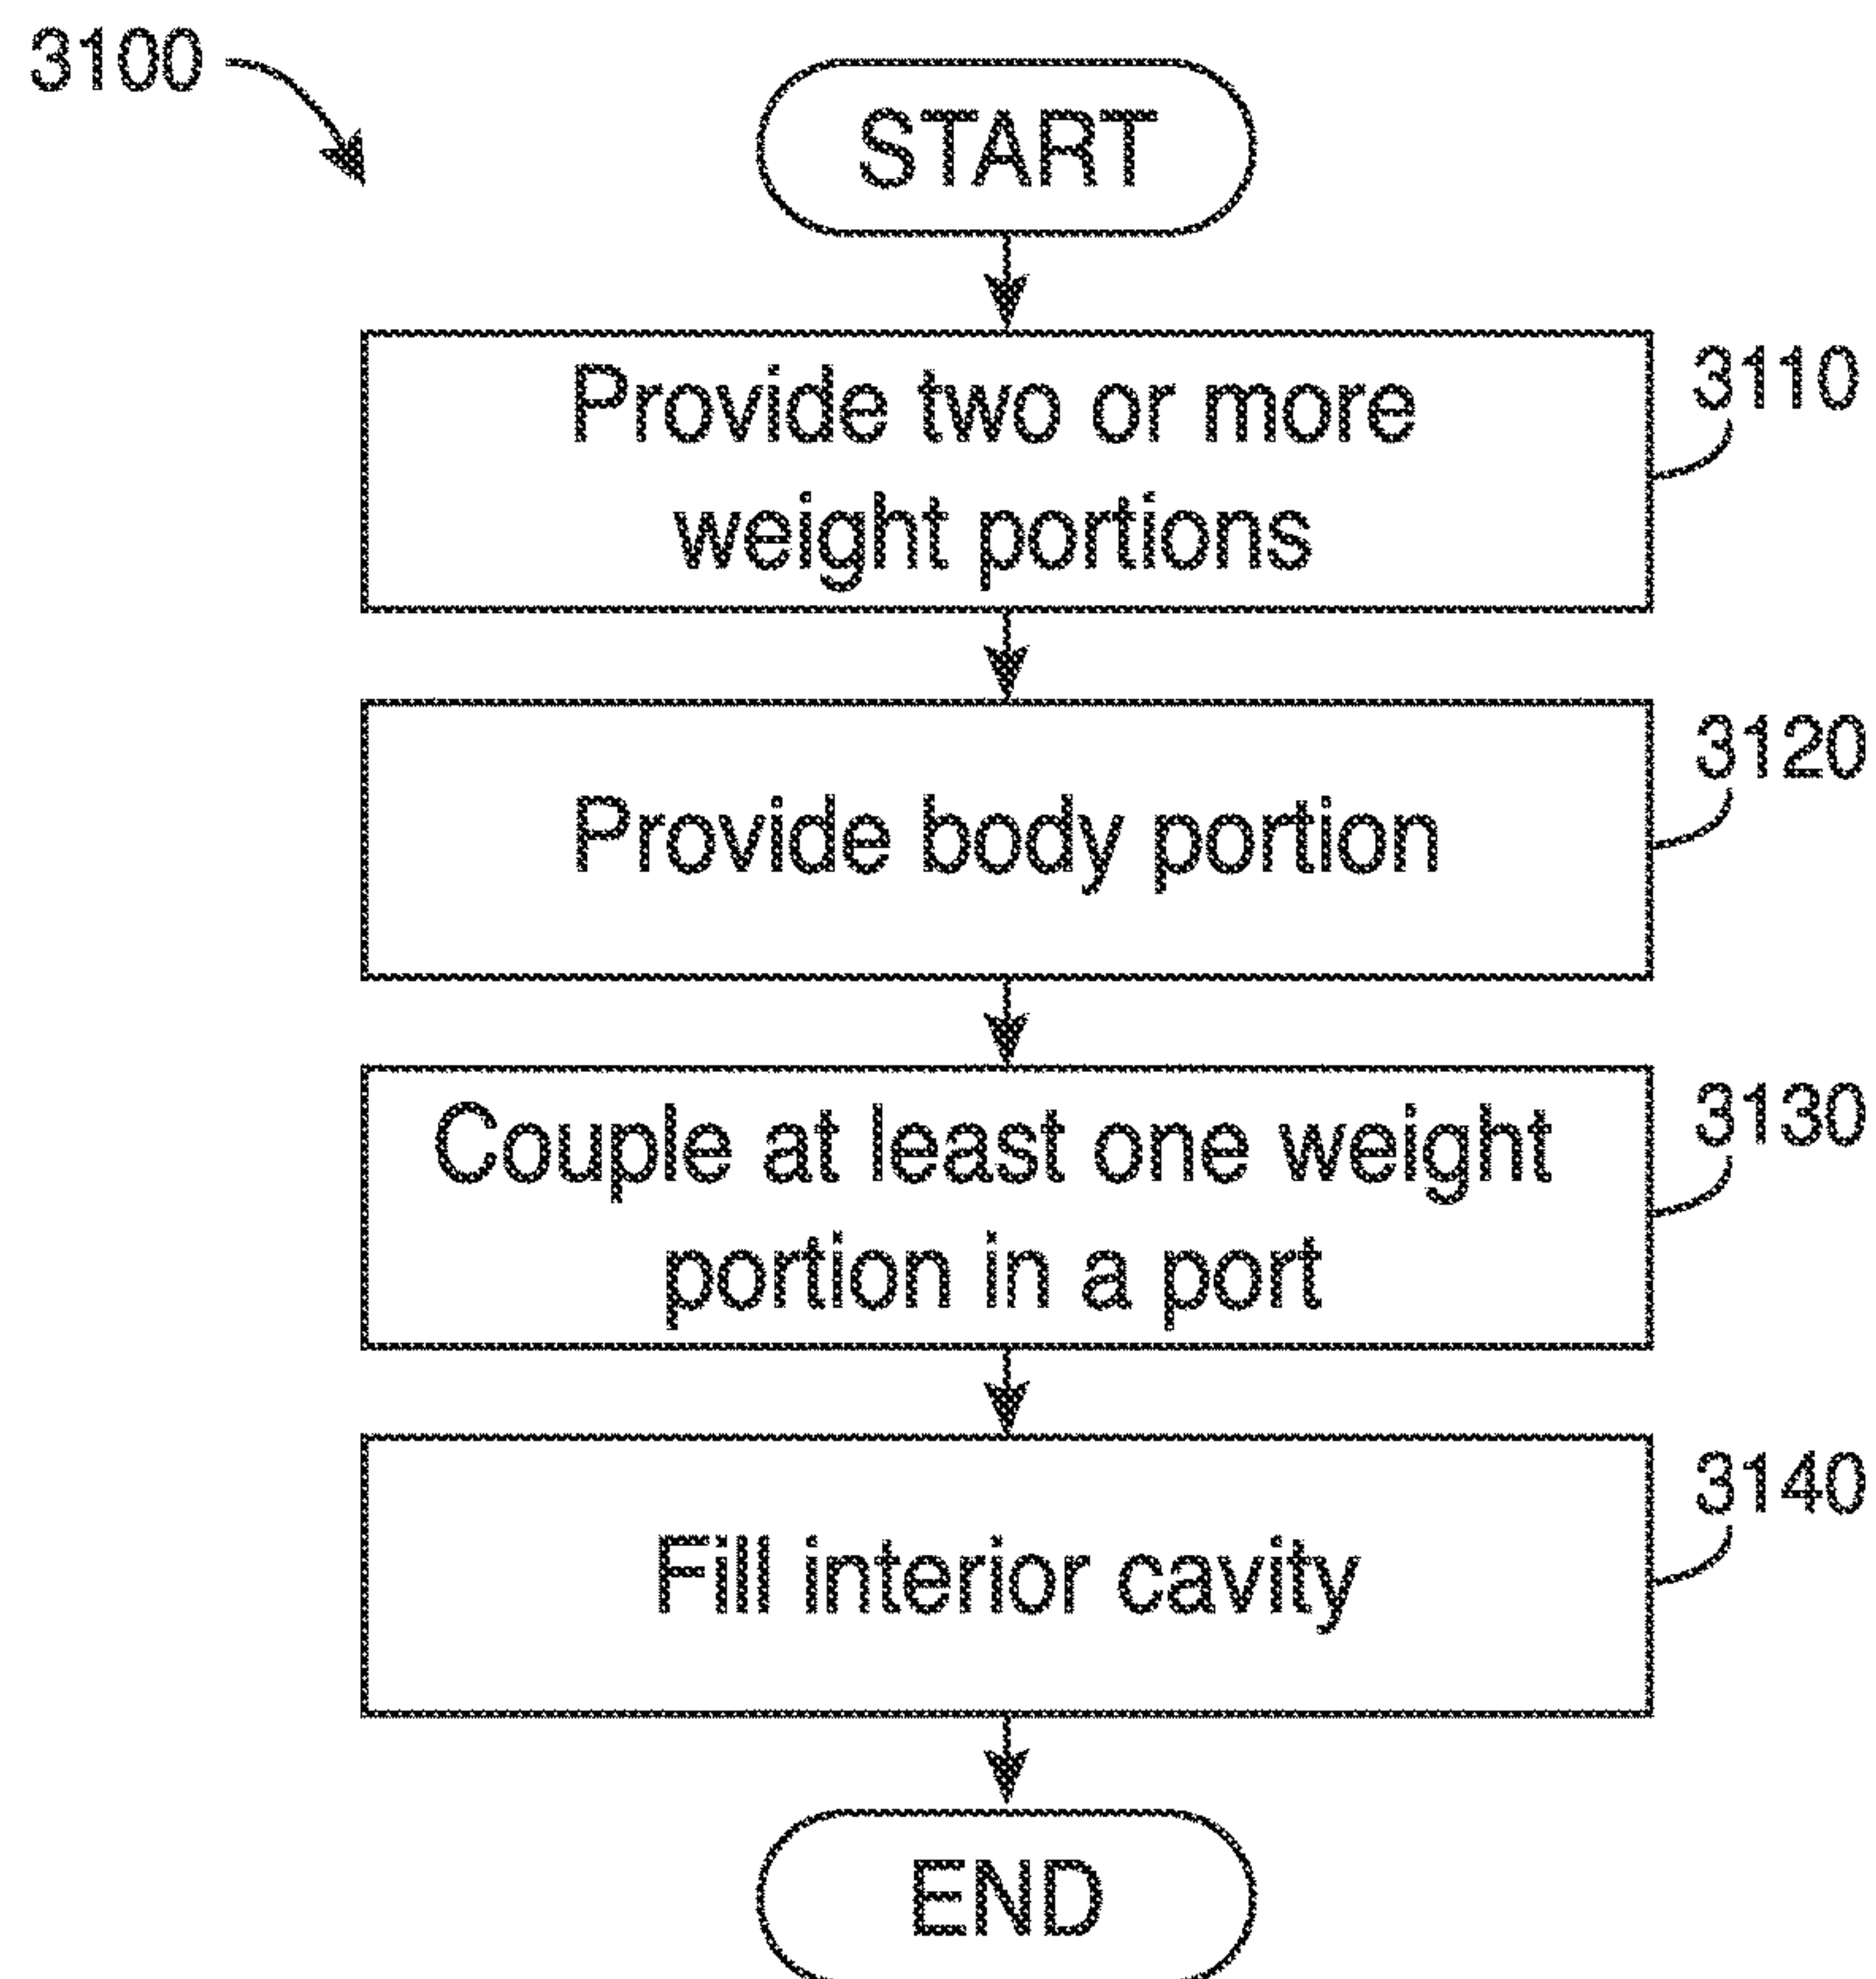 3100
START
Provide two or more
weight portions
3110
Provide body portion
3120
Couple at least one weight
portion in a port
3130
Fill interior cavity
3140
END